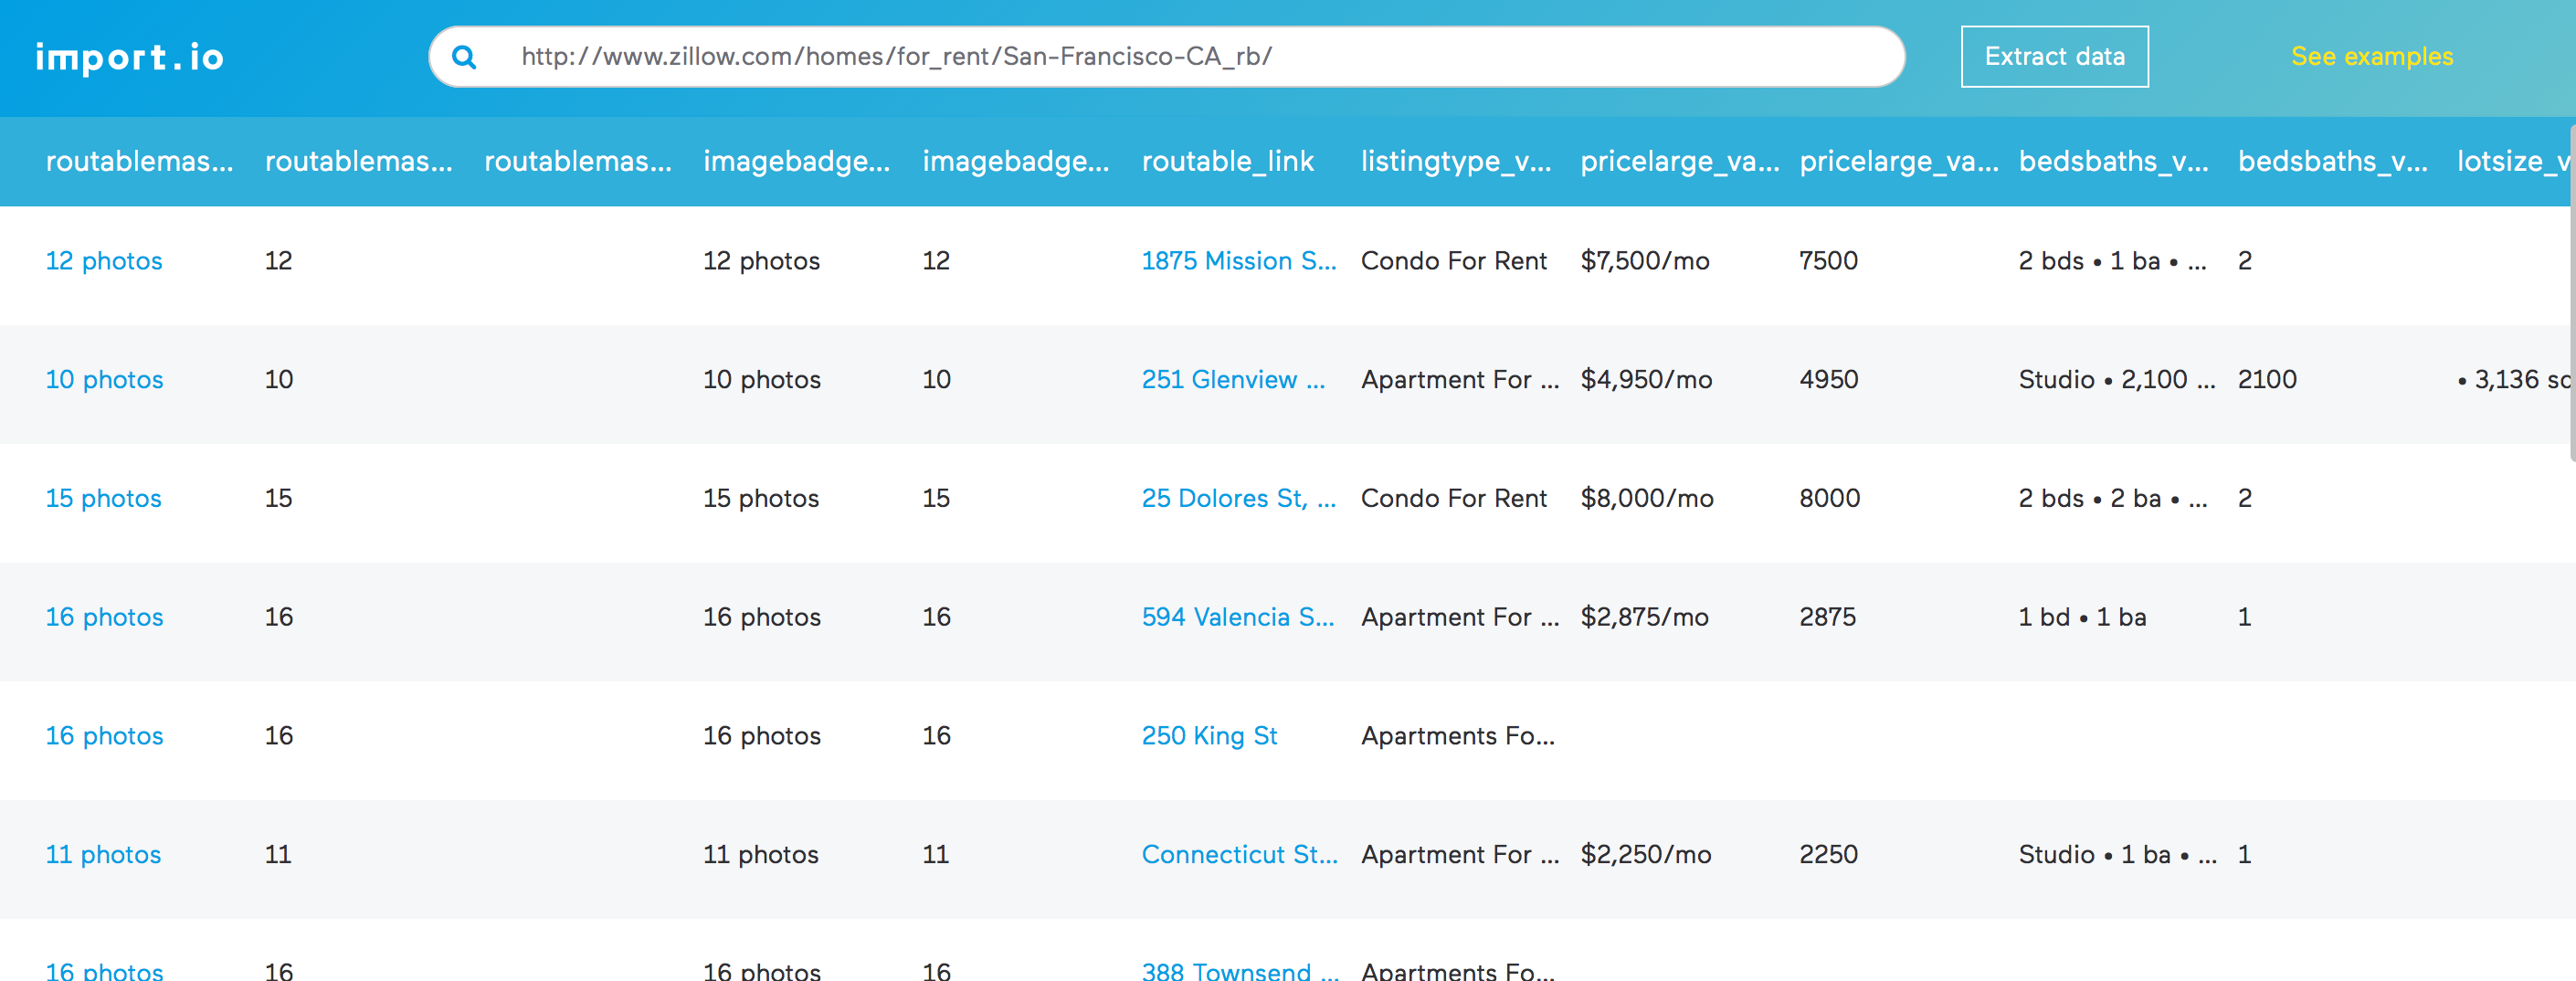 import.io http://www.zillow.com/homes/for_rent/San-Francisco-CA_rb/ Extract data See examples
routablemas... routablemas... routablemas... imagebadge... imagebadge... routable_link listingtype_v... pricelarge_va... pricelarge_va... bedsbaths_v... bedsbaths_v... lotsize_v
12 photos 12 12 photos 12 1875 Mission S... Condo For Rent $7,500/mo 7500 2 bds • 1 ba • ... 2
10 photos 10 10 photos 10 251 Glenview ... Apartment For ... $4,950/mo 4950 Studio • 2,100 ... 2100 • 3,136 sq
15 photos 15 15 photos 15 25 Dolores St, ... Condo For Rent $8,000/mo 8000 2 bds • 2 ba • ... 2
16 photos 16 16 photos 16 594 Valencia S... Apartment For ... $2,875/mo 2875 1 bd • 1 ba 1
16 photos 16 16 photos 16 250 King St Apartments Fo...
11 photos 11 11 photos 11 Connecticut St... Apartment For ... $2,250/mo 2250 Studio • 1 ba • ... 1
16 photos 16 16 photos 16 388 Townsend ... Apartments Fo...